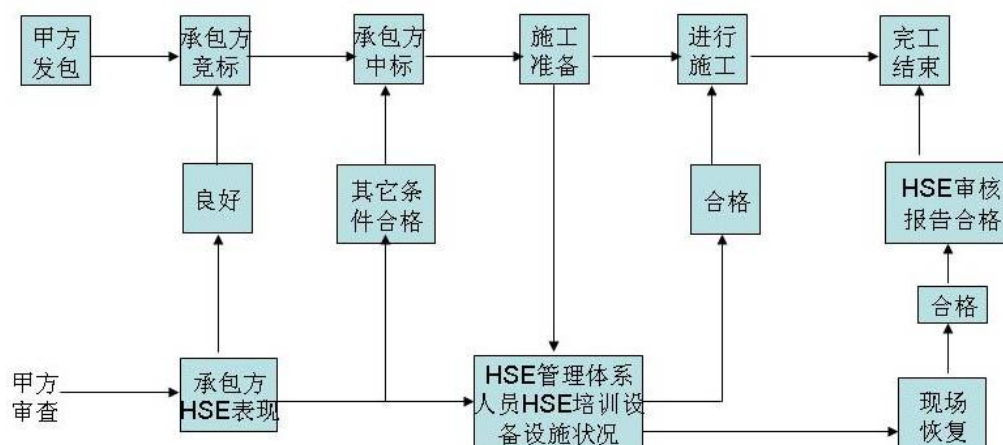 甲方
发包
承包方
竞标
承包方
中标
施工
准备
进行
施工
完工
结束
良好
其它条
件合格
合格
HSE审核
报告合格
合格
甲方
审查
承包方
HSE表现
HSE管理体系
人员HSE培训设
备设施状况
现场
恢复